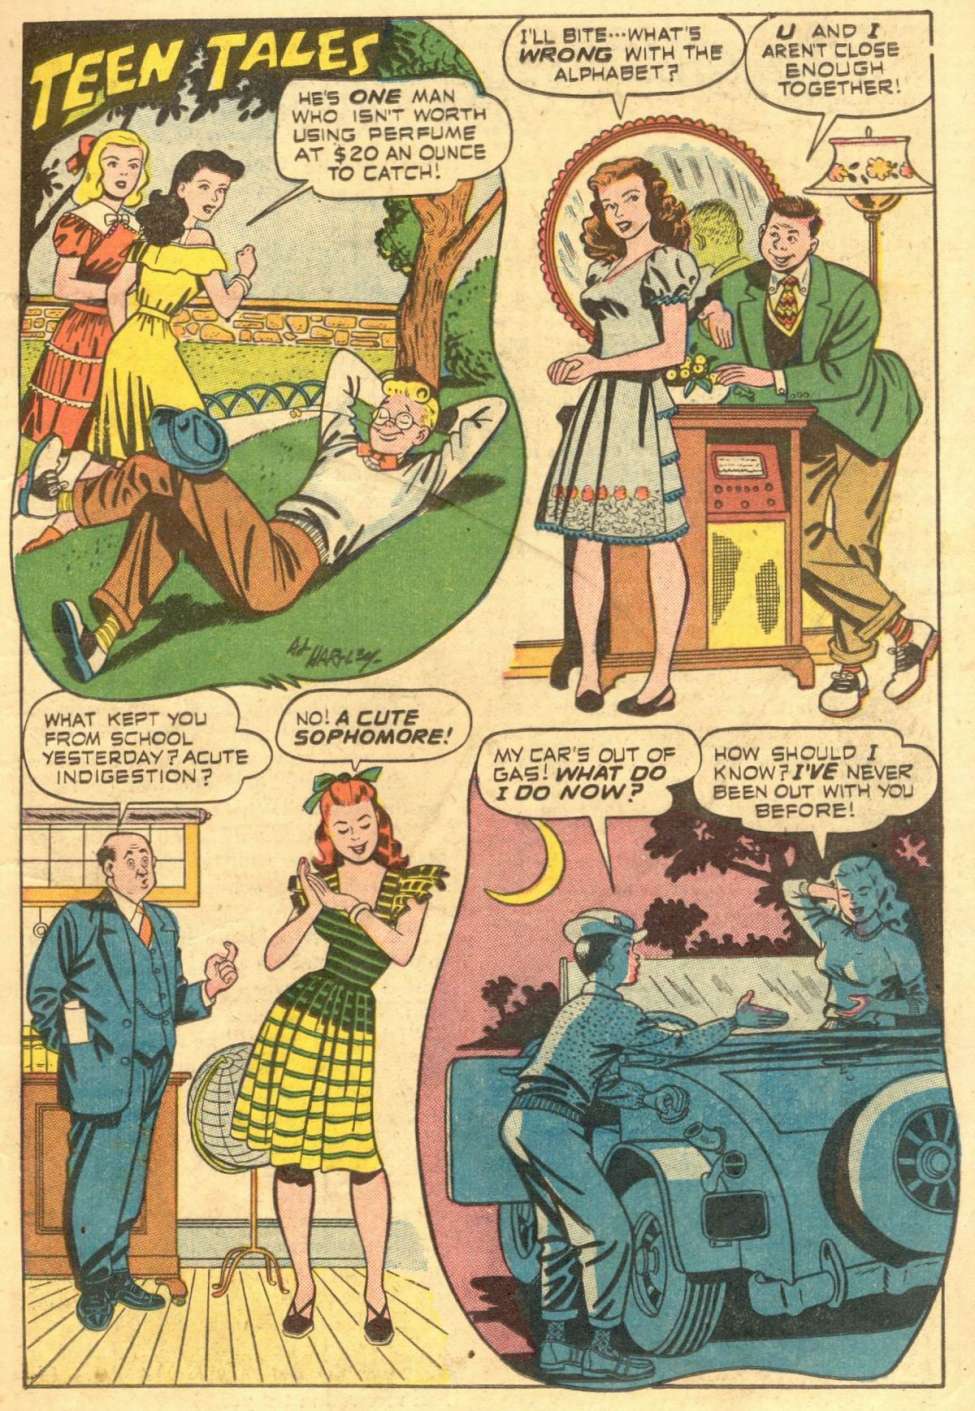 TEEN TALES
HE'S ONE MAN
WHO ISN'T WORTH
USING PERFUME
AT $20 AN OUNCE
TO CATCH!
Al HARTLEY
I'LL BITE...WHAT'S
WRONG WITH THE
ALPHABET?
U AND I
AREN'T CLOSE
ENOUGH
TOGETHER!
WHAT KEPT YOU
FROM SCHOOL
YESTERDAY? ACUTE
INDIGESTION?
NO! A CUTE
SOPHOMORE!
MY CAR'S OUT OF
GAS! WHAT DO
I DO NOW?
HOW SHOULD I
KNOW? I'VE NEVER
BEEN OUT WITH YOU
BEFORE!